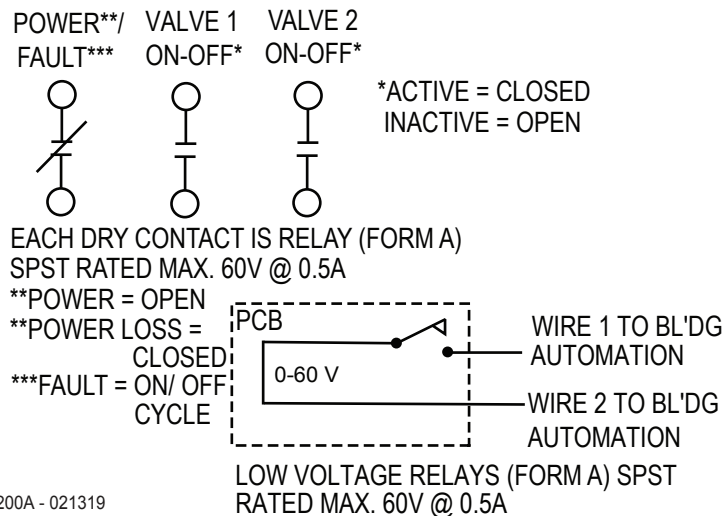 POWER**/
FAULT***
VALVE 1
ON-OFF*
VALVE 2
ON-OFF*
*ACTIVE = CLOSED
INACTIVE = OPEN
EACH DRY CONTACT IS RELAY (FORM A)
SPST RATED MAX. 60V @ 0.5A
**POWER = OPEN
**POWER LOSS =
CLOSED
***FAULT = ON/ OFF
CYCLE
PCB
0-60 V
WIRE 1 TO BL'DG
AUTOMATION
WIRE 2 TO BL'DG
AUTOMATION
LOW VOLTAGE RELAYS (FORM A) SPST
RATED MAX. 60V @ 0.5A
200A - 021319